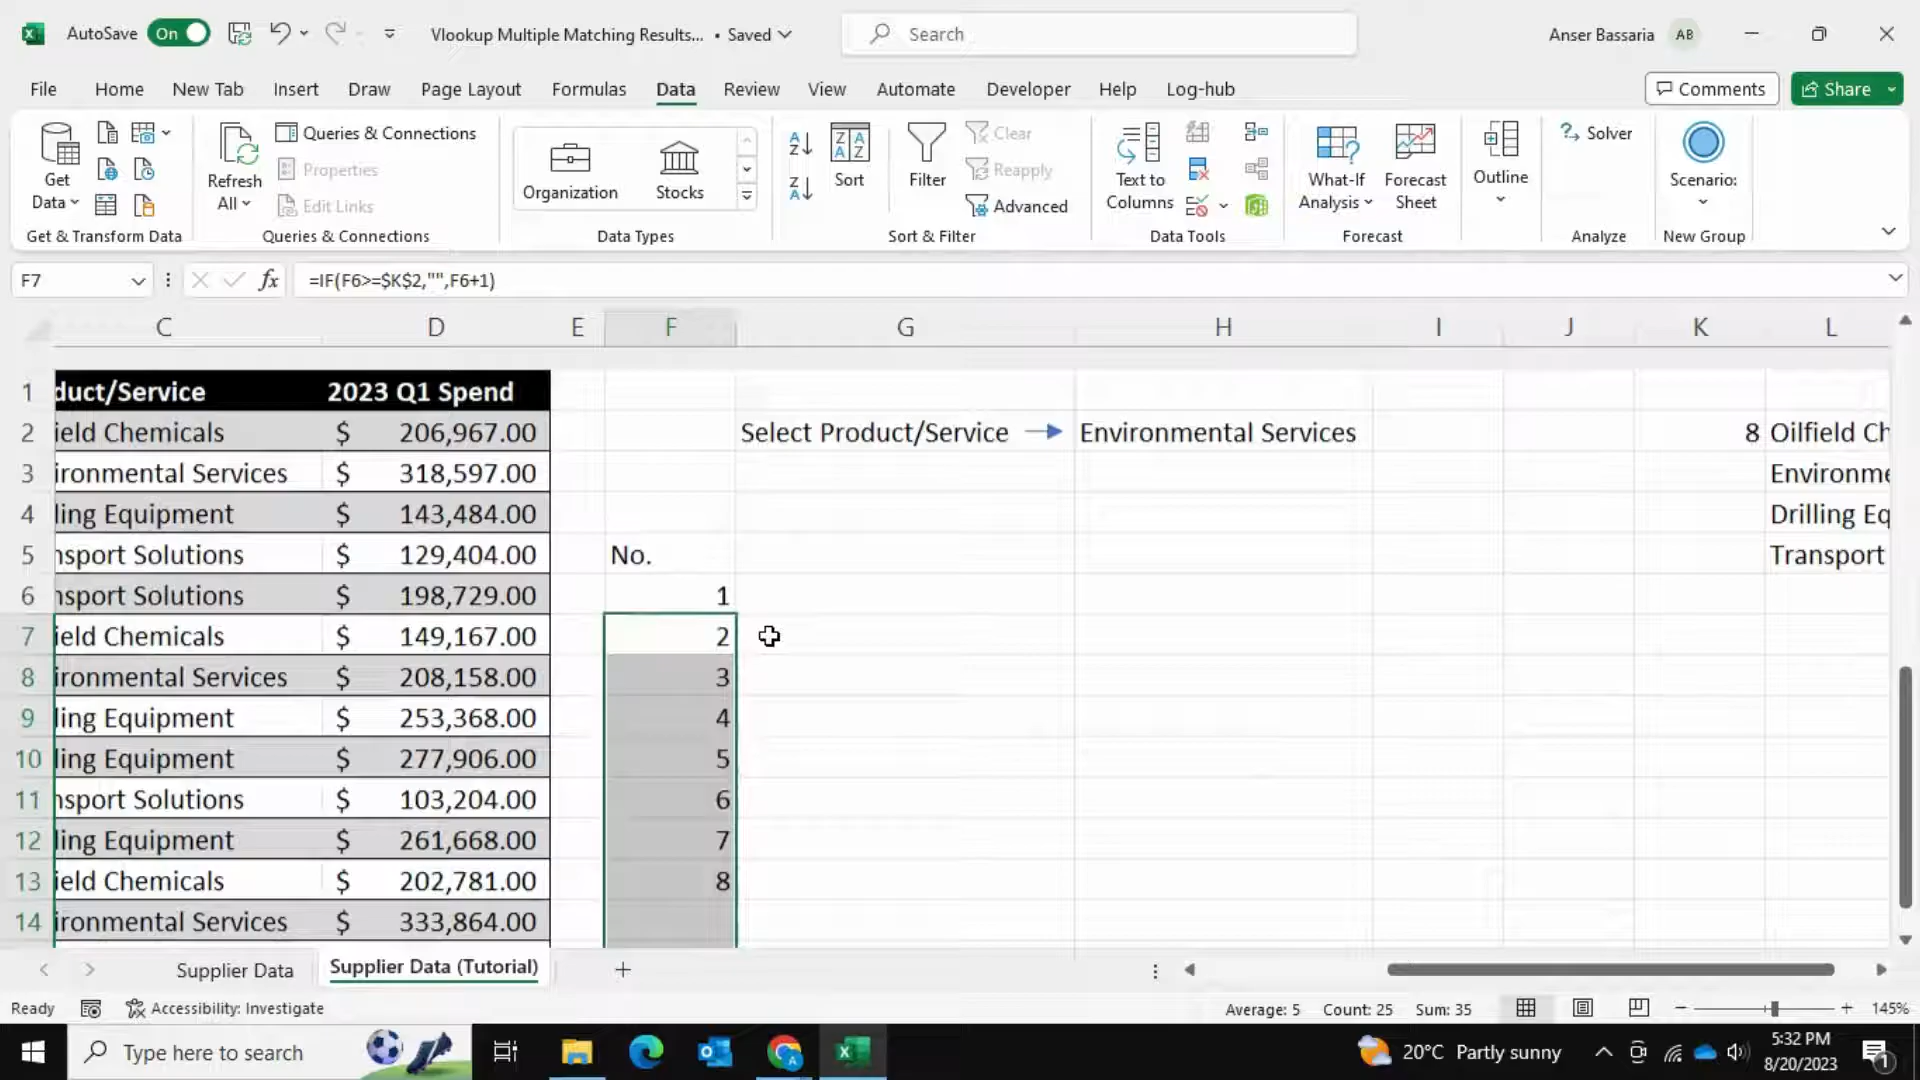 AutoSave On Vlookup Multiple Matching Results... • Saved Search Anser Bassaria AB
File Home New Tab Insert Draw Page Layout Formulas Data Review View Automate Developer Help Log-hub Comments Share
Get Data
Refresh All
Queries & Connections
Properties
Edit Links
Organization
Stocks
Sort
Filter
Clear
Reapply
Advanced
Text to Columns
What-If Analysis
Forecast Sheet
Outline
Solver
Scenario:
Get & Transform Data Queries & Connections Data Types Sort & Filter Data Tools Forecast Analyze New Group
F7 fx =IF(F6>=$K$2,"",F6+1)
C D E F G H I J K L
1 duct/Service 2023 Q1 Spend
2 ield Chemicals $ 206,967.00 Select Product/Service Environmental Services 8 Oilfield Ch
3 ironmental Services $ 318,597.00 Environme
4 ling Equipment $ 143,484.00 Drilling Eq
5 nsport Solutions $ 129,404.00 No. Transport
6 nsport Solutions $ 198,729.00 1
7 ield Chemicals $ 149,167.00 2
8 ironmental Services $ 208,158.00 3
9 ling Equipment $ 253,368.00 4
10 ling Equipment $ 277,906.00 5
11 nsport Solutions $ 103,204.00 6
12 ling Equipment $ 261,668.00 7
13 ield Chemicals $ 202,781.00 8
14 ironmental Services $ 333,864.00
Supplier Data Supplier Data (Tutorial)
Ready Accessibility: Investigate Average: 5 Count: 25 Sum: 35 145%
Type here to search 20°C Partly sunny 5:32 PM
8/20/2023 1